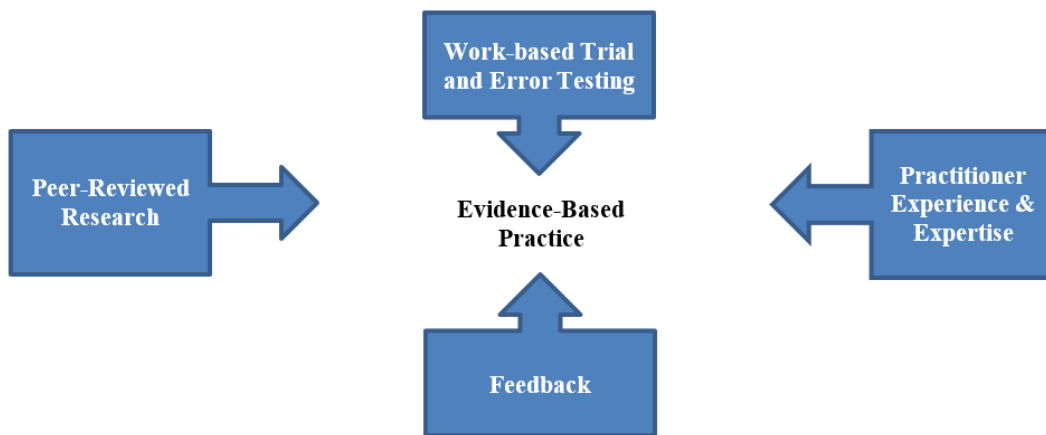 Work-based Trial
and Error Testing
Peer-Reviewed
Research
Evidence-Based
Practice
Practitioner
Experience &
Expertise
Feedback